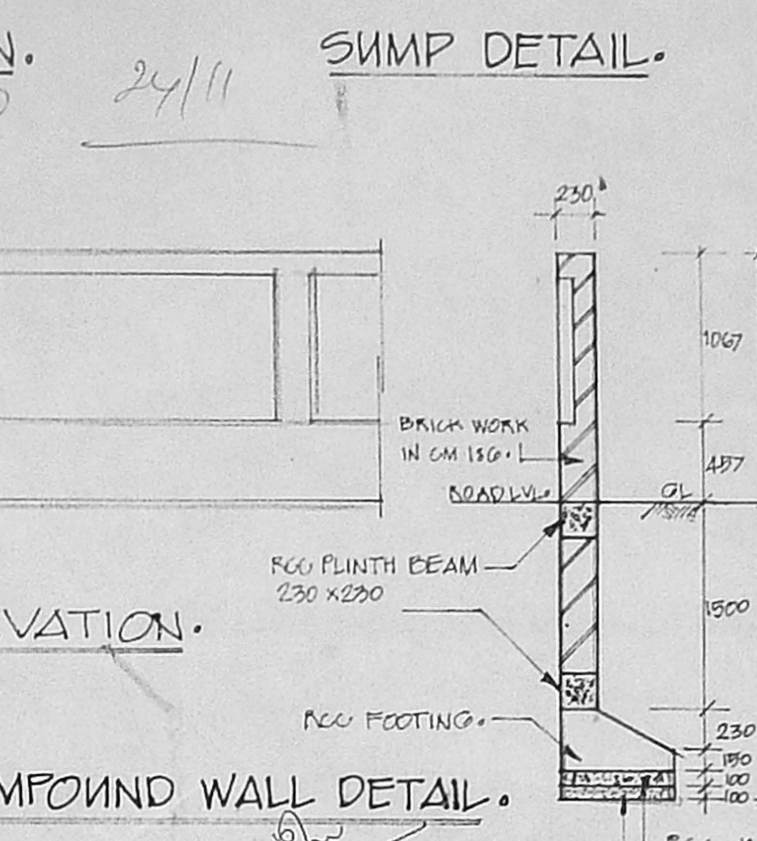 N.
24/11
SUMP DETAIL.
230
1067
BRICK WORK
IN CM 1:6.
457
ROAD LVL.
GL
RCC PLINTH BEAM
230 X 230
1500
VATION.
RCC FOOTING.
230
150
100
100
MPOUND WALL DETAIL.